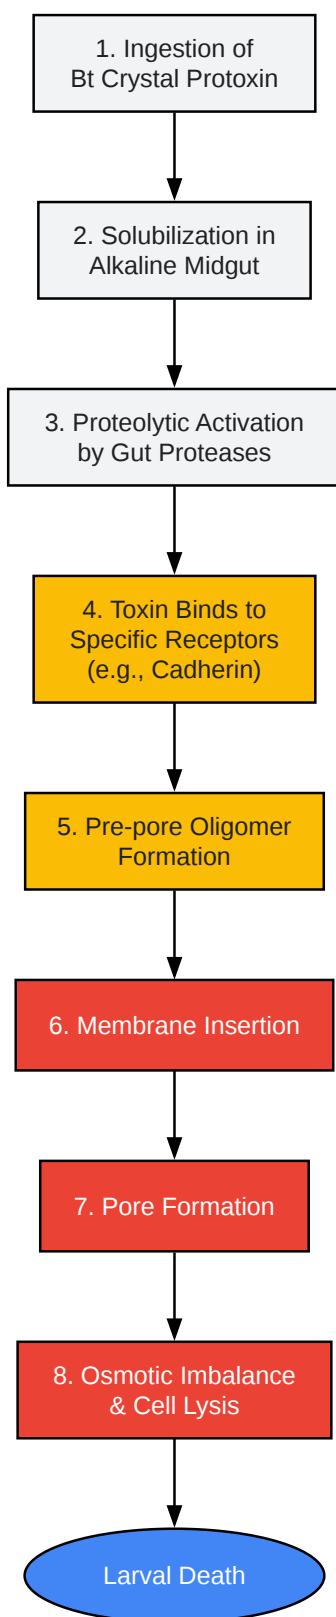 1. Ingestion of
Bt Crystal Protoxin
2. Solubilization in
Alkaline Midgut
3. Proteolytic Activation
by Gut Proteases
4. Toxin Binds to
Specific Receptors
(e.g., Cadherin)
5. Pre-pore Oligomer
Formation
6. Membrane Insertion
7. Pore Formation
8. Osmotic Imbalance
& Cell Lysis
Larval Death